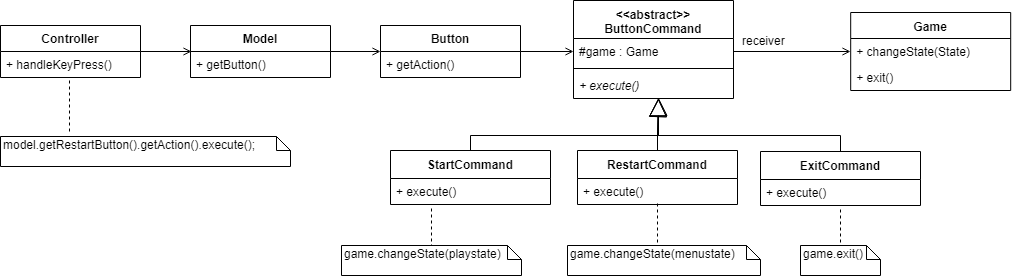 Controller
+ handleKeyPress()
Model
+ getButton()
Button
+ getAction()
<<abstract>>
ButtonCommand
#game : Game
+ execute()
receiver
Game
+ changeState(State)
+ exit()
model.getRestartButton().getAction().execute();
StartCommand
+ execute()
RestartCommand
+ execute()
ExitCommand
+ execute()
game.changeState(playstate)
game.changeState(menustate)
game.exit()